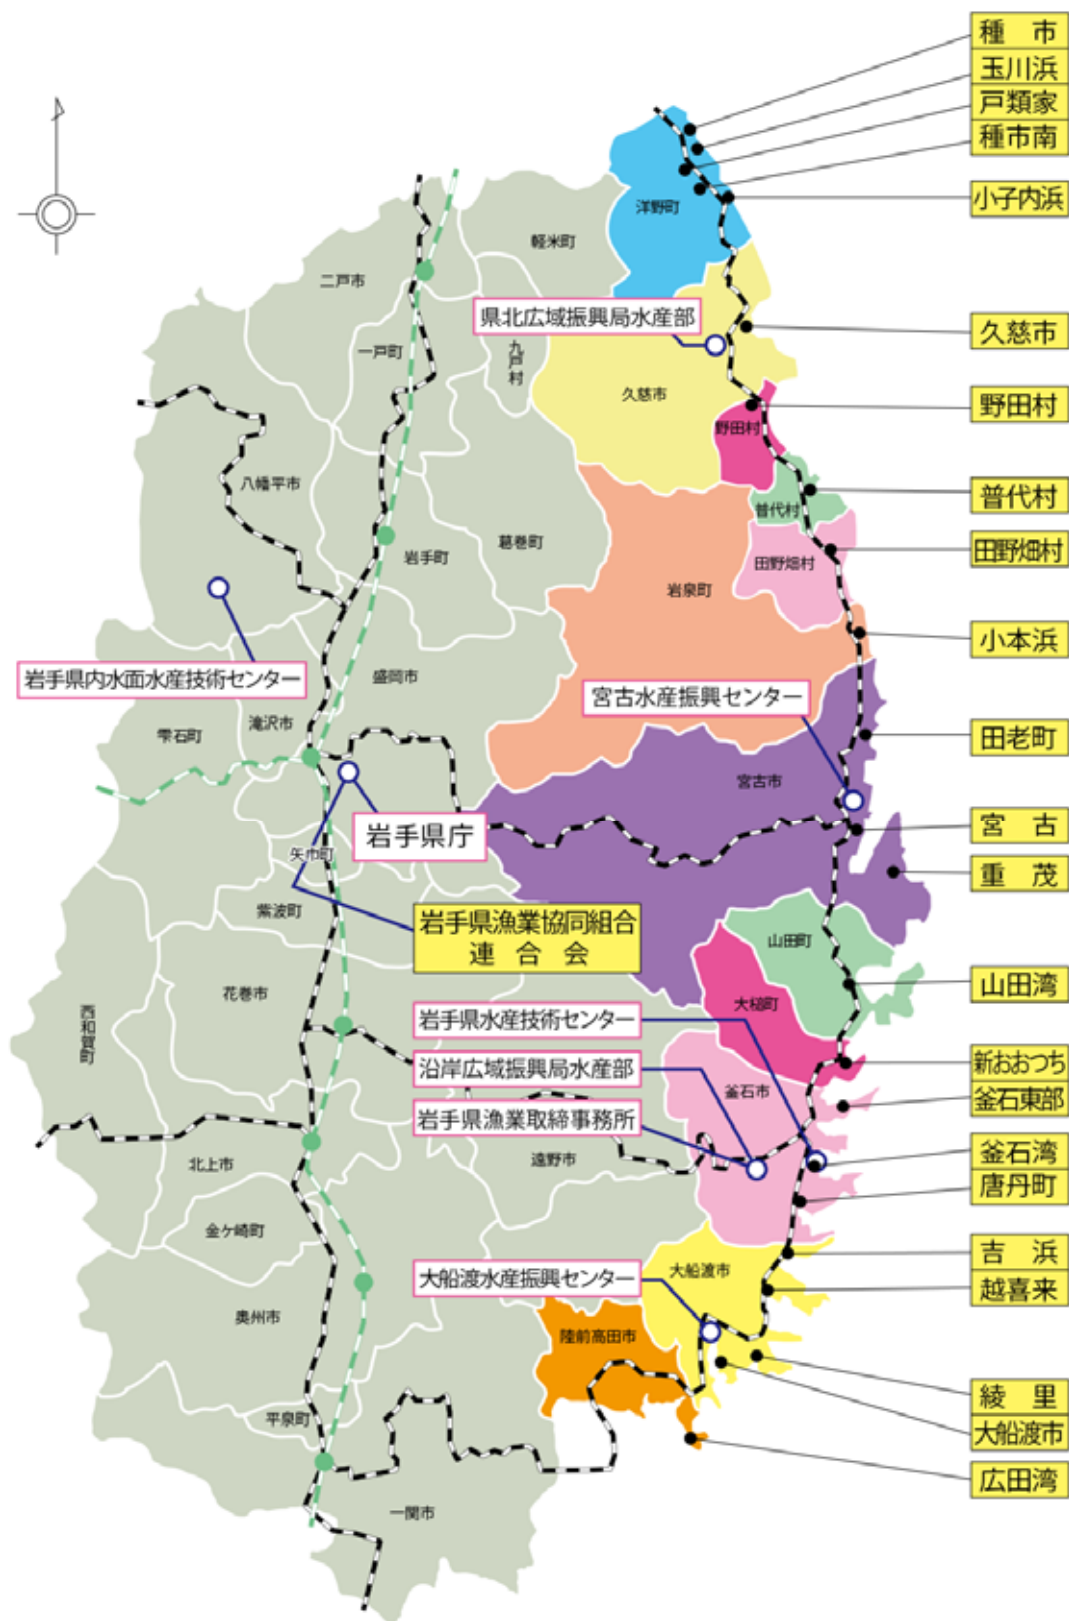 種　市
玉川浜
戸類家
種市南
小子内浜
久慈市
野田村
普代村
田野畑村
小本浜
田老町
宮　古
重　茂
山田湾
新おおつち
釜石東部
釜石湾
唐丹町
吉　浜
越喜来
綾　里
大船渡市
広田湾
洋野町
軽米町
二戸市
県北広域振興局水産部
一戸町
九戸村
久慈市
野田村
八幡平市
普代村
葛巻町
岩手町
田野畑村
岩泉町
岩手県内水面水産技術センター
盛岡市
宮古水産振興センター
滝沢市
雫石町
宮古市
岩手県庁
矢巾町
紫波町
岩手県漁業協同組合
連　合　会
山田町
花巻市
大槌町
西和賀町
岩手県水産技術センター
沿岸広域振興局水産部
釜石市
岩手県漁業取締事務所
遠野市
北上市
金ケ崎町
大船渡水産振興センター
大船渡市
奥州市
陸前高田市
平泉町
一関市